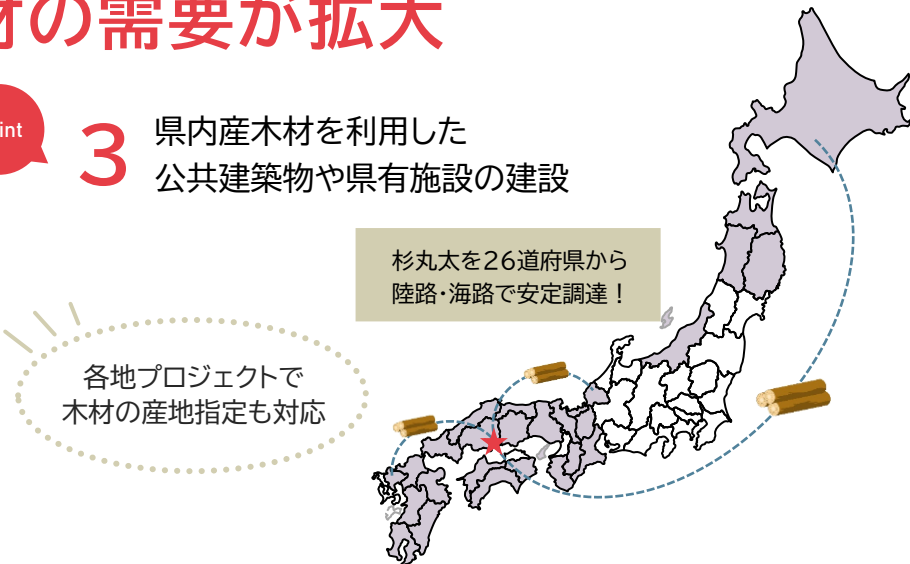 材の需要が拡大
int
3
県内産木材を利用した
公共建築物や県有施設の建設
杉丸太を26道府県から
陸路・海路で安定調達！
各地プロジェクトで
木材の産地指定も対応